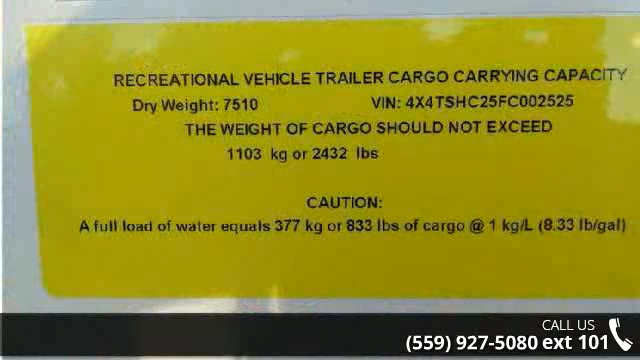 RECREATIONAL VEHICLE TRAILER CARGO CARRYING CAPACITY
Dry Weight: 7510 VIN: 4X4TSHC25FC002525
THE WEIGHT OF CARGO SHOULD NOT EXCEED
1103 kg or 2432 lbs
CAUTION:
A full load of water equals 377 kg or 833 lbs of cargo @ 1 kg/L (8.33 lb/gal)
CALL US
(559) 927-5080 ext 101